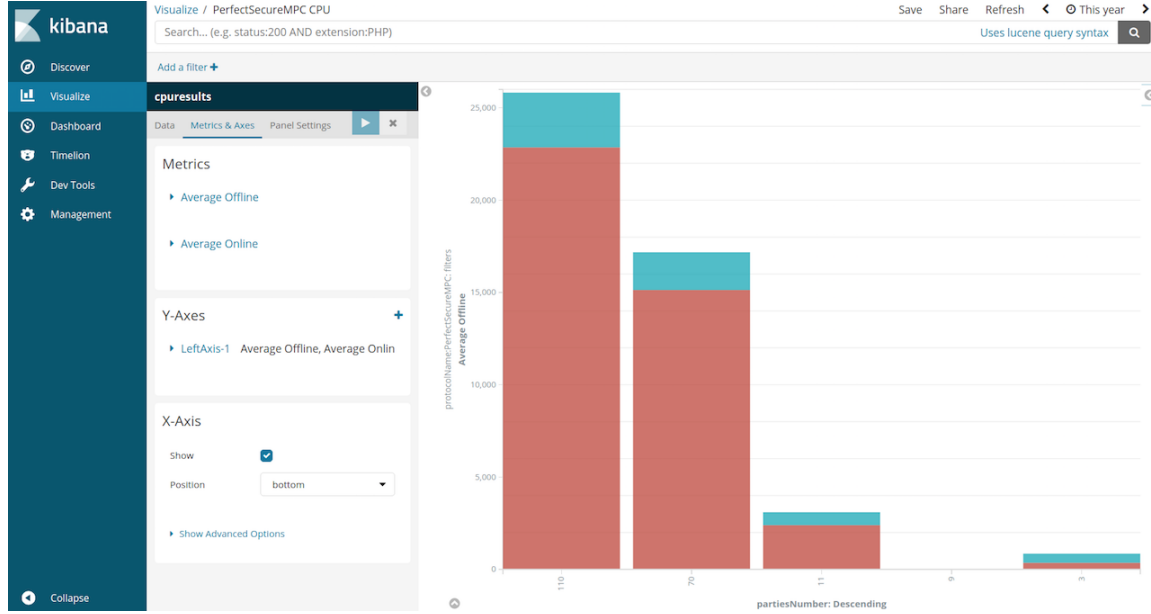 kibana
Discover
Visualize
Dashboard
Timelion
Dev Tools
Management
Collapse
Visualize / PerfectSecureMPC CPU
Save Share Refresh This year
Search... (e.g. status:200 AND extension:PHP)
Uses lucene query syntax
Add a filter
cpuresults
Data Metrics & Axes Panel Settings
Metrics
Average Offline
Average Online
Y-Axes
LeftAxis-1 Average Offline, Average Onlin
X-Axis
Show
Position bottom
Show Advanced Options
protocolName:PerfectSecureMPC: filters
Average Offline
25,000
20,000
15,000
10,000
5,000
0
110 70 11 9 3
partiesNumber: Descending